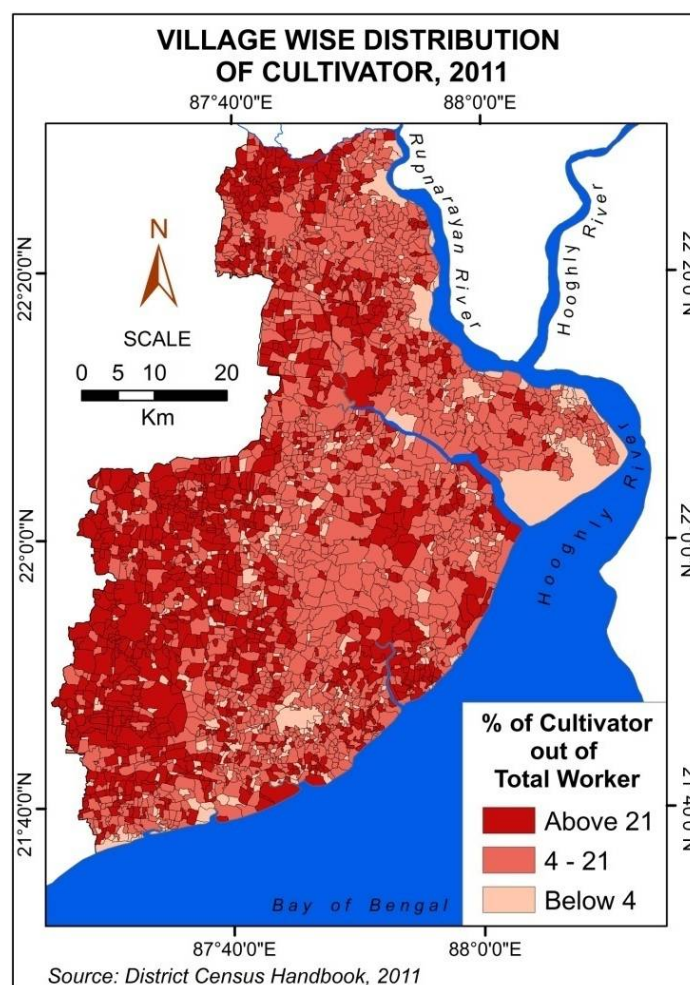 VILLAGE WISE DISTRIBUTION
OF CULTIVATOR, 2011
87°40'0"E
88°0'0"E
Rupnarayan River
Hooghly River
N
22°20'0"N
22°20'0"N
SCALE
0 5 10 20
Km
Hooghly River
22°0'0"N
22°0'0"N
% of Cultivator
out of
Total Worker
Above 21
4 - 21
Below 4
21°40'0"N
21°40'0"N
Bay of Bengal
87°40'0"E
88°0'0"E
Source: District Census Handbook, 2011